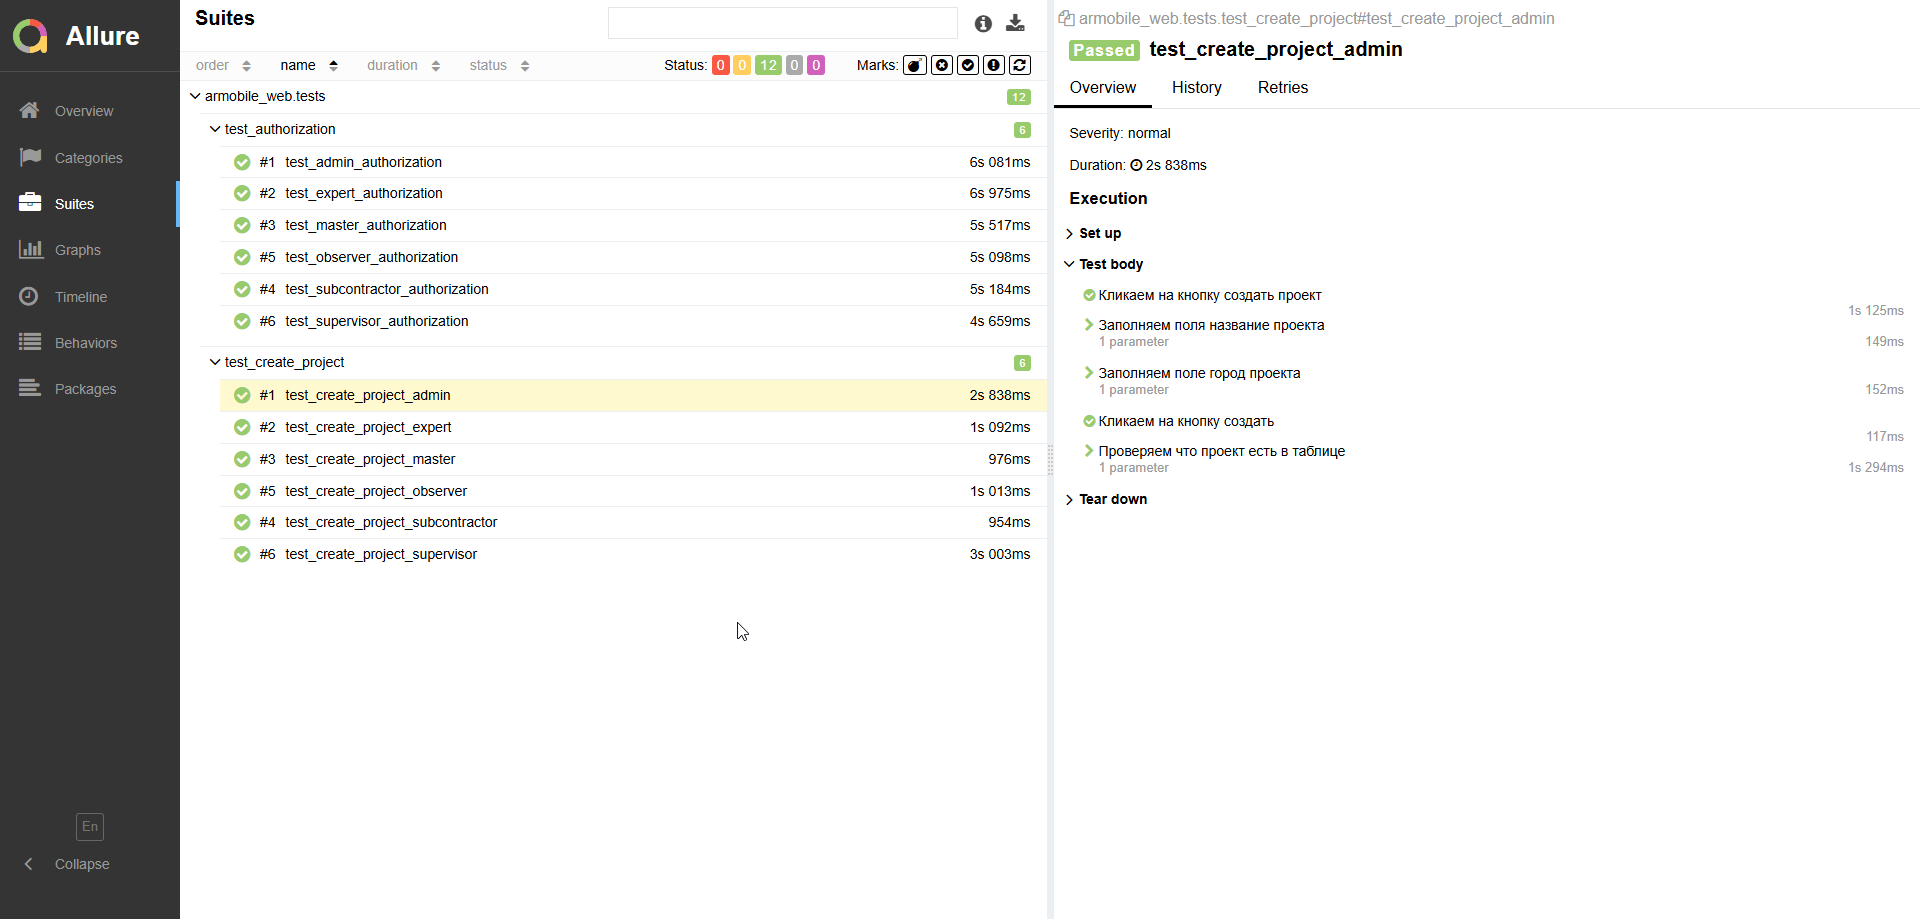 Allure
Overview
Categories
Suites
Graphs
Timeline
Behaviors
Packages
En
Collapse
Suites
order name duration status Status: 0 0 12 0 0 Marks:
armobile_web.tests 12
test_authorization 6
#1 test_admin_authorization 6s 081ms
#2 test_expert_authorization 6s 975ms
#3 test_master_authorization 5s 517ms
#5 test_observer_authorization 5s 098ms
#4 test_subcontractor_authorization 5s 184ms
#6 test_supervisor_authorization 4s 659ms
test_create_project 6
#1 test_create_project_admin 2s 838ms
#2 test_create_project_expert 1s 092ms
#3 test_create_project_master 976ms
#5 test_create_project_observer 1s 013ms
#4 test_create_project_subcontractor 954ms
#6 test_create_project_supervisor 3s 003ms
armobile_web.tests.test_create_project#test_create_project_admin
Passed test_create_project_admin
Overview History Retries
Severity: normal
Duration: 2s 838ms
Execution
Set up
Test body
Кликаем на кнопку создать проект
1s 125ms
Заполняем поля название проекта
1 parameter 149ms
Заполняем поле город проекта
1 parameter 152ms
Кликаем на кнопку создать
117ms
Проверяем что проект есть в таблице
1 parameter 1s 294ms
Tear down